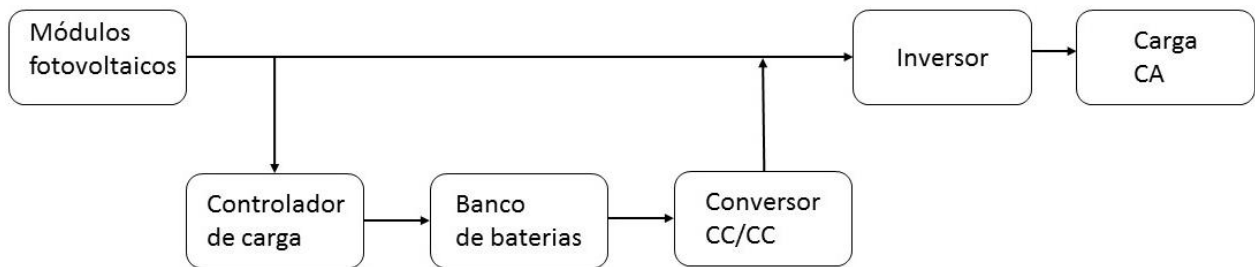 Módulos
fotovoltaicos
Inversor
Carga
CA
Controlador
de carga
Banco
de baterias
Conversor
CC/CC